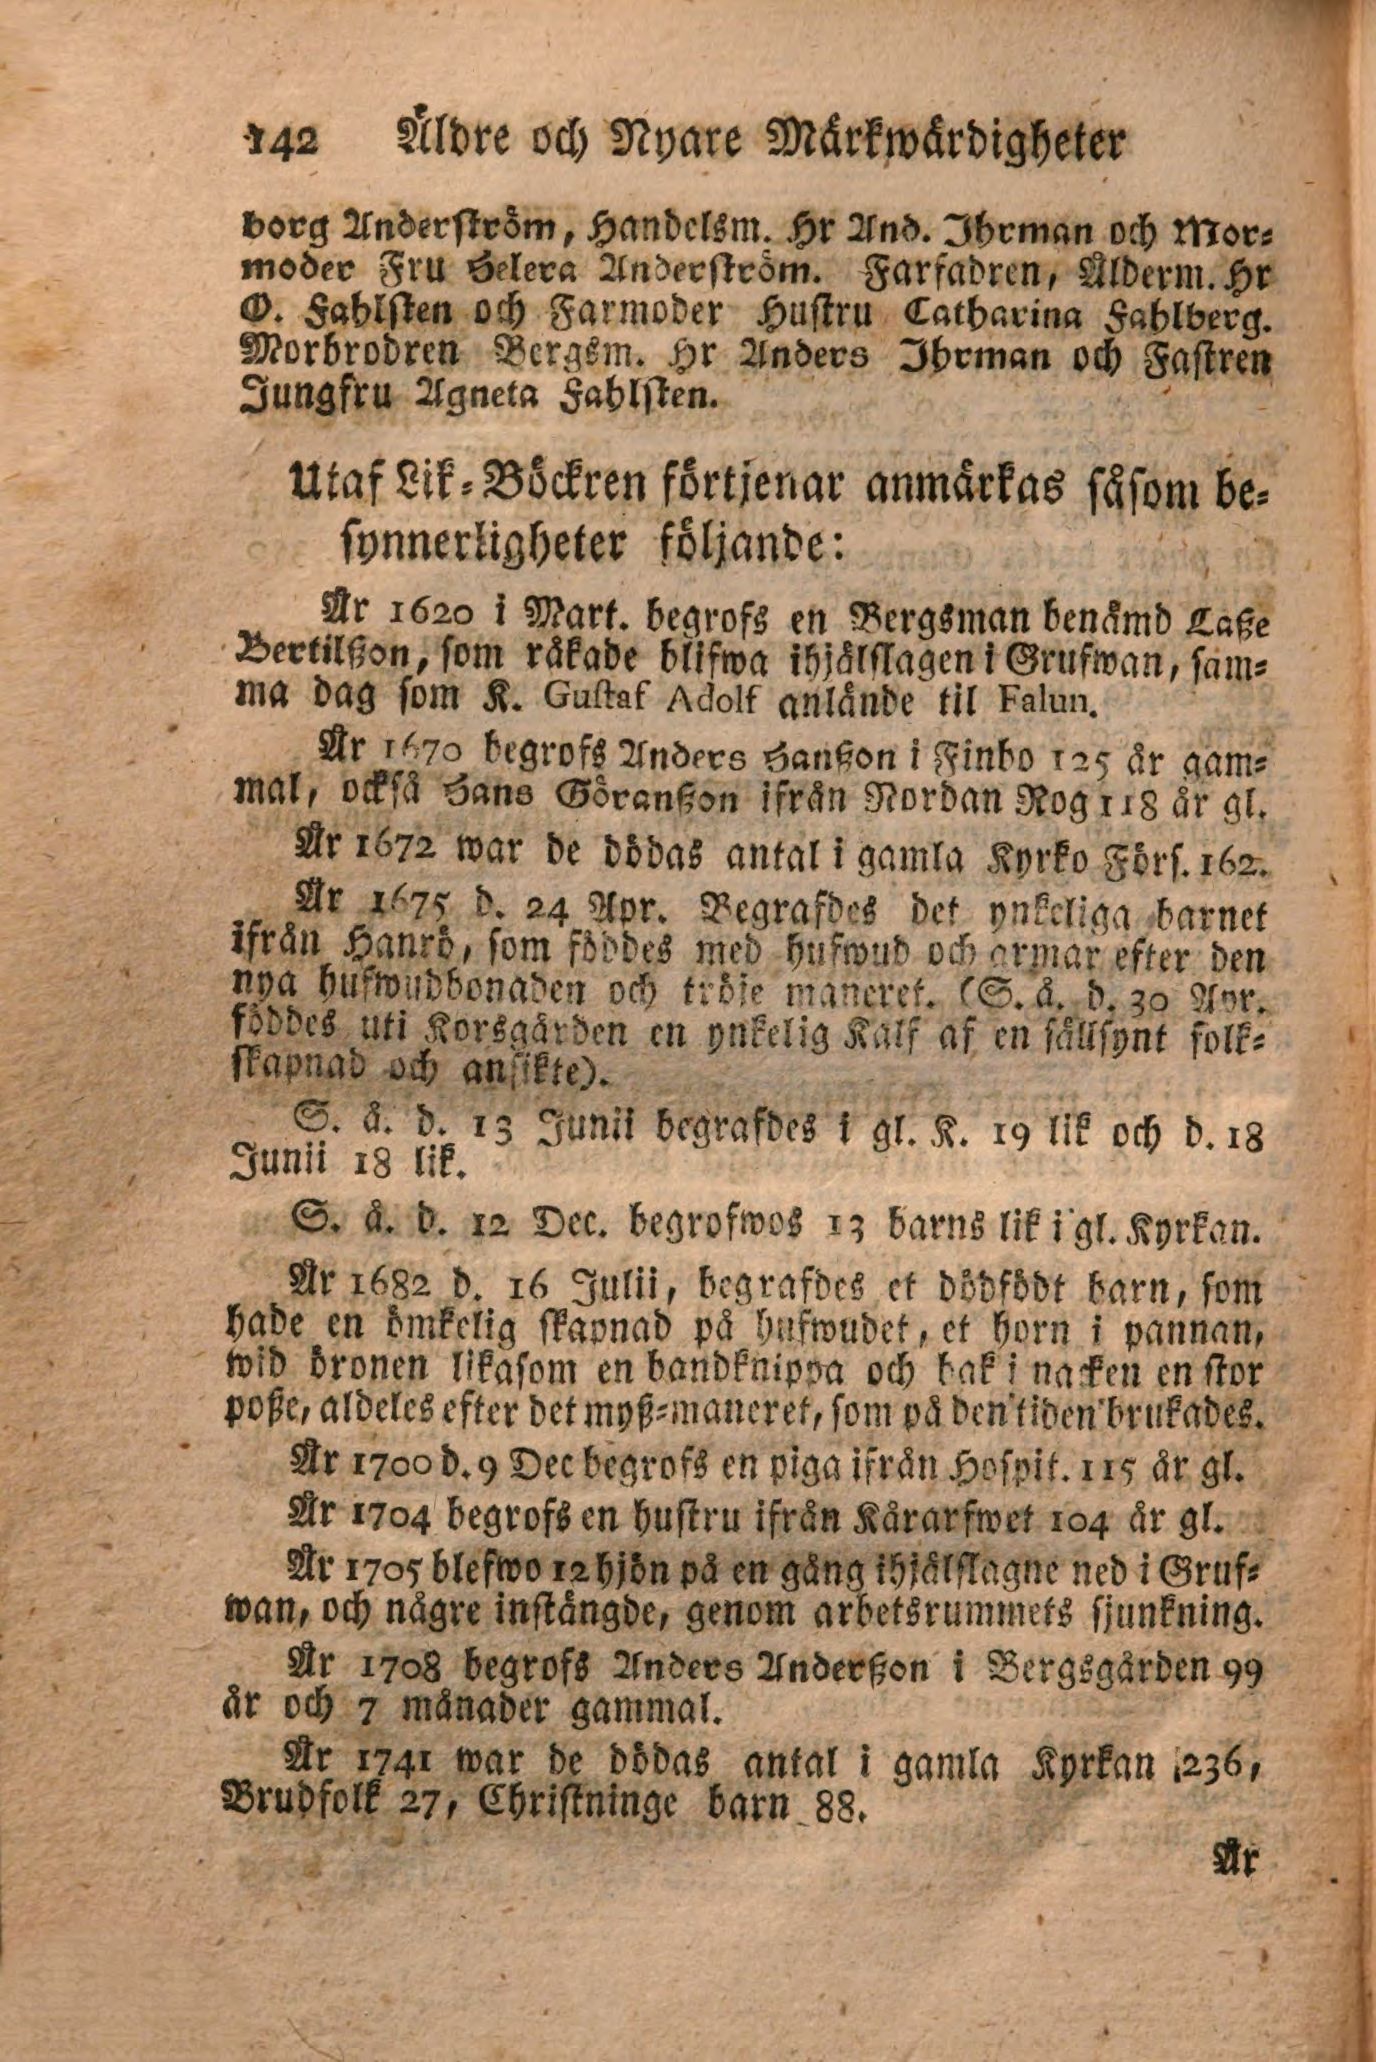 142 Äldre och Nyare Märkwärdigheter
borg Anderström, Handelsm. Hr And. Ihrman och Mor-
moder Fru Helera Anderström. Farfadren, Ålderm. Hr
O. Fahlsten och Farmoder Hustru Catharina Fahlberg.
Morbrodren Bergsm. Hr Anders Ihrman och Fastren
Jungfru Agneta Fahlsten.
Utaf Lik-Böckren förtjenar anmärkas såsom be-
synnerligheter följande:
År 1620 i Mart. begrofs en Bergsman benämd Laße
Bertilßon, som råkade blifwa ihjälslagen i Grufwan, sam-
ma dag som K. Gustaf Adolf anlände til Falun.
År 1670 begrofs Anders Hanßon i Finbo 125 år gam-
mal, också Hans Göranßon ifrån Nordan Rog 118 år gl.
År 1672 war de dödas antal i gamla Kyrko Förs. 162.
År 1675 d. 24 Apr. Begrafdes det ynkeliga barnet
ifrån Hanrö, som föddes med hufwud och armar efter den
nya hufwudbonaden och tröje maneret. (S. å. d. 30 Apr.
föddes uti Korsgården en ynkelig Kalf af en sällsynt folk-
skapnad och ansikte).
S. å. d. 13 Junii begrafdes i gl. K. 19 lik och d. 18
Junii 18 lik.
S. å. d. 12 Dec. begrofwos 13 barns lik i gl. Kyrkan.
År 1682 d. 16 Julii, begrafdes et dödfödt barn, som
hade en ömkelig skapnad på hufwudet, et horn i pannan,
wid öronen likasom en bandknippa och bak i nacken en stor
poße, aldeles efter det myß-maneret, som på den tiden brukades.
År 1700 d. 9 Dec begrofs en piga ifrån Hospit. 115 år gl.
År 1704 begrofs en hustru ifrån Kårarfwet 104 år gl.
År 1705 blefwo 12 hjön på en gång ihjälslagne ned i Gruf-
wan, och någre instängde, genom arbetsrummets sjunkning.
År 1708 begrofs Anders Anderßon i Bergsgården 99
år och 7 månader gammal.
År 1741 war de dödas antal i gamla Kyrkan 236,
Brudfolk 27, Christninge barn 88.
År